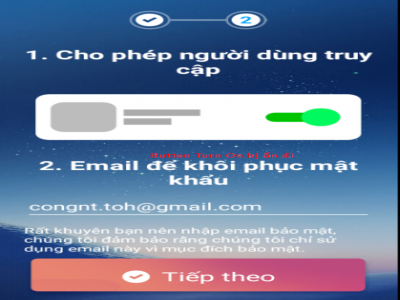 2
1. Cho phép người dùng truy
cập
2. Email để khôi phục mật
khẩu
congnt.toh@gmail.com
Rất khuyên bạn nên nhập email bảo mật,
chúng tôi đảm bảo rằng chúng tôi chỉ sử
dụng email này vì mục đích bảo mật.
Tiếp theo